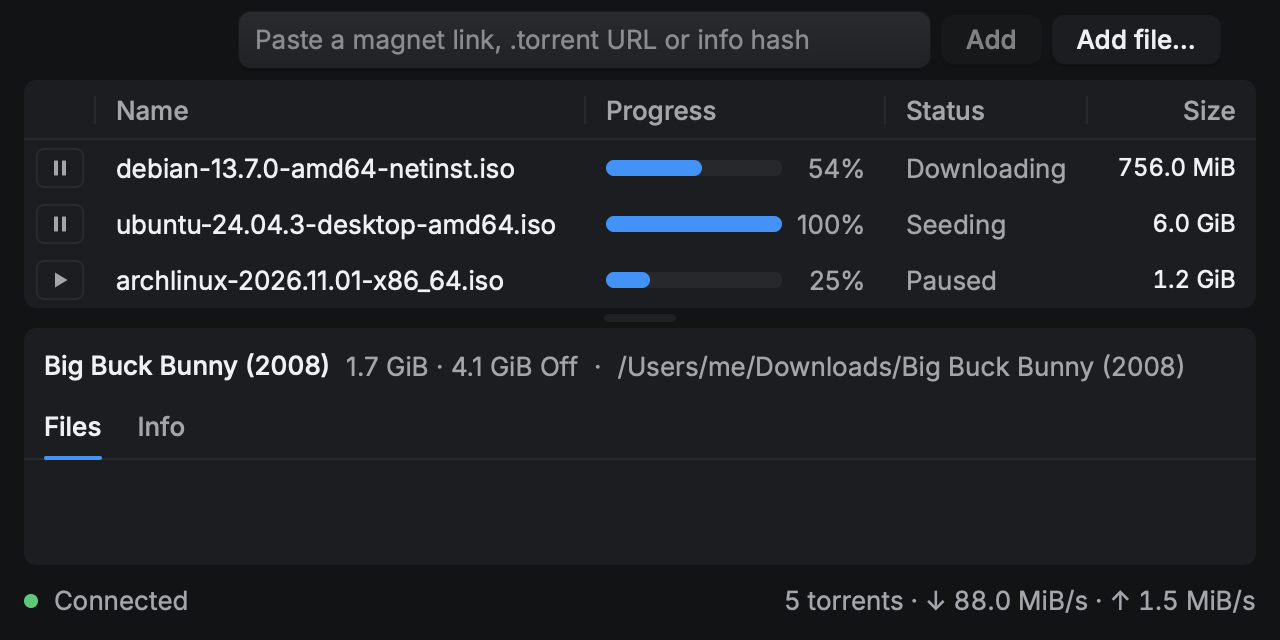 Paste a magnet link, .torrent URL or info hash Add Add file...
Name Progress Status Size
debian-13.7.0-amd64-netinst.iso 54% Downloading 756.0 MiB
ubuntu-24.04.3-desktop-amd64.iso 100% Seeding 6.0 GiB
archlinux-2026.11.01-x86_64.iso 25% Paused 1.2 GiB
Big Buck Bunny (2008) 1.7 GiB · 4.1 GiB Off · /Users/me/Downloads/Big Buck Bunny (2008)
Files Info
Connected 5 torrents · ↓ 88.0 MiB/s · ↑ 1.5 MiB/s